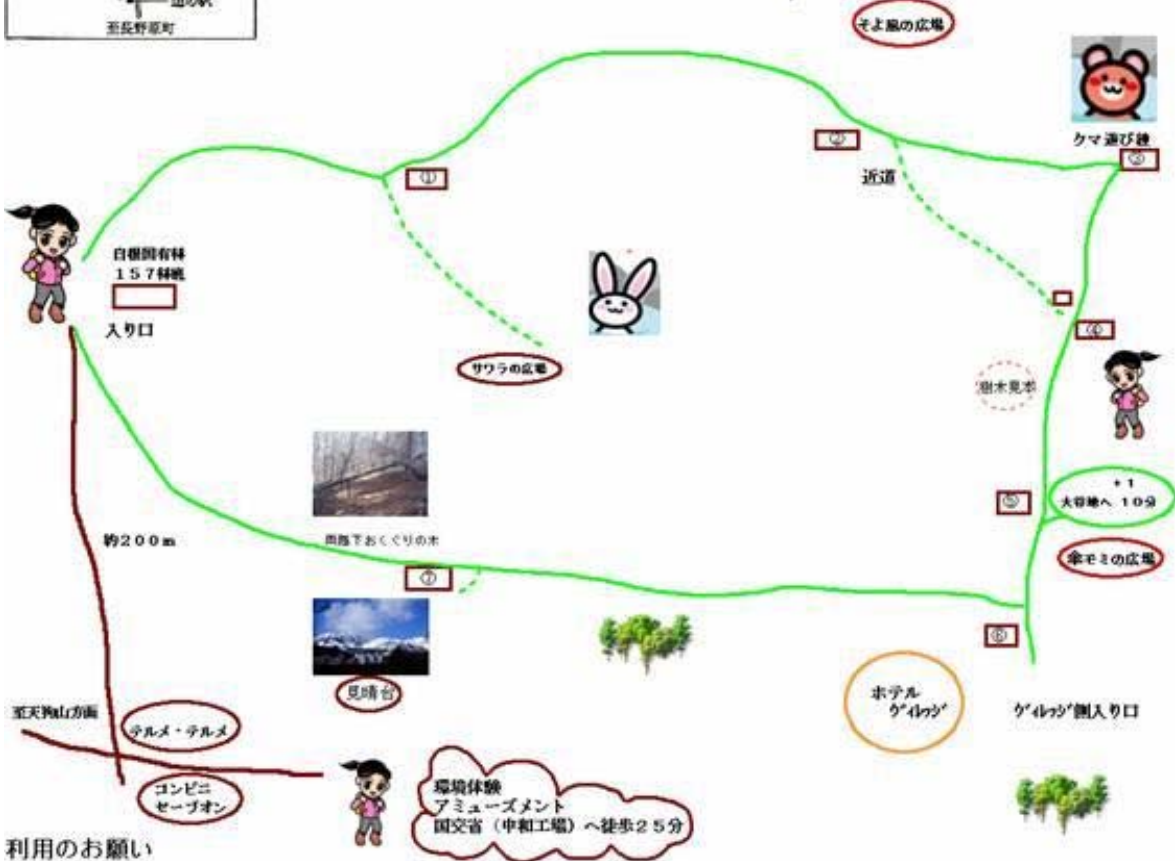 道の駅
至長野原町
そよ風の広場
クマ遊び跡
③
②
近道
①
白根国有林
157林班
入り口
④
サワラの広場
樹木見本
+1
大谷地へ 10分
⑤
傘モミの広場
約200m
両陛下おくぐりの木
⑦
⑥
見晴台
ホテル
ヴィレッジ
ヴィレッジ側入り口
至天狗山方面
テルメ・テルメ
コンビニ
セーブオン
環境体験
アミューズメント
国交省(中和工場)へ徒歩25分
利用のお願い